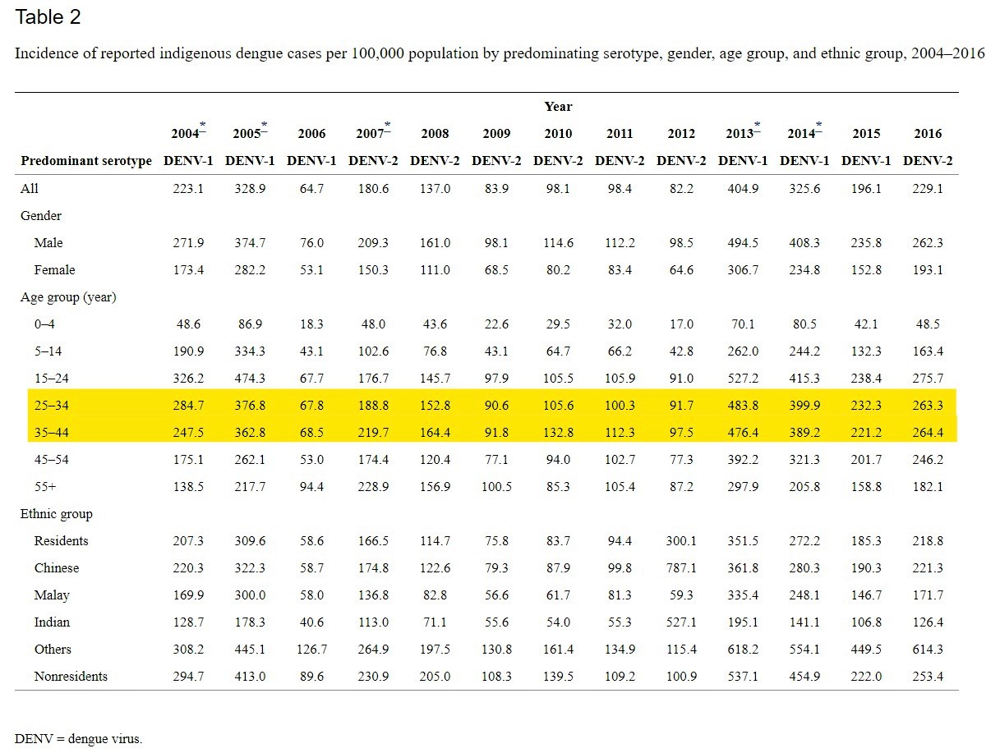 Table 2
Incidence of reported indigenous dengue cases per 100,000 population by predominating serotype, gender, age group, and ethnic group, 2004–2016
Year
2004* 2005* 2006 2007* 2008 2009 2010 2011 2012 2013* 2014* 2015 2016
Predominant serotype DENV-1 DENV-1 DENV-1 DENV-2 DENV-2 DENV-2 DENV-2 DENV-2 DENV-2 DENV-1 DENV-1 DENV-1 DENV-2
All 223.1 328.9 64.7 180.6 137.0 83.9 98.1 98.4 82.2 404.9 325.6 196.1 229.1
Gender
Male 271.9 374.7 76.0 209.3 161.0 98.1 114.6 112.2 98.5 494.5 408.3 235.8 262.3
Female 173.4 282.2 53.1 150.3 111.0 68.5 80.2 83.4 64.6 306.7 234.8 152.8 193.1
Age group (year)
0–4 48.6 86.9 18.3 48.0 43.6 22.6 29.5 32.0 17.0 70.1 80.5 42.1 48.5
5–14 190.9 334.3 43.1 102.6 76.8 43.1 64.7 66.2 42.8 262.0 244.2 132.3 163.4
15–24 326.2 474.3 67.7 176.7 145.7 97.9 105.5 105.9 91.0 527.2 415.3 238.4 275.7
25–34 284.7 376.8 67.8 188.8 152.8 90.6 105.6 100.3 91.7 483.8 399.9 232.3 263.3
35–44 247.5 362.8 68.5 219.7 164.4 91.8 132.8 112.3 97.5 476.4 389.2 221.2 264.4
45–54 175.1 262.1 53.0 174.4 120.4 77.1 94.0 102.7 77.3 392.2 321.3 201.7 246.2
55+ 138.5 217.7 94.4 228.9 156.9 100.5 85.3 105.4 87.2 297.9 205.8 158.8 182.1
Ethnic group
Residents 207.3 309.6 58.6 166.5 114.7 75.8 83.7 94.4 300.1 351.5 272.2 185.3 218.8
Chinese 220.3 322.3 58.7 174.8 122.6 79.3 87.9 99.8 787.1 361.8 280.3 190.3 221.3
Malay 169.9 300.0 58.0 136.8 82.8 56.6 61.7 81.3 59.3 335.4 248.1 146.7 171.7
Indian 128.7 178.3 40.6 113.0 71.1 55.6 54.0 55.3 527.1 195.1 141.1 106.8 126.4
Others 308.2 445.1 126.7 264.9 197.5 130.8 161.4 134.9 115.4 618.2 554.1 449.5 614.3
Nonresidents 294.7 413.0 89.6 230.9 205.0 108.3 139.5 109.2 100.9 537.1 454.9 222.0 253.4
DENV = dengue virus.